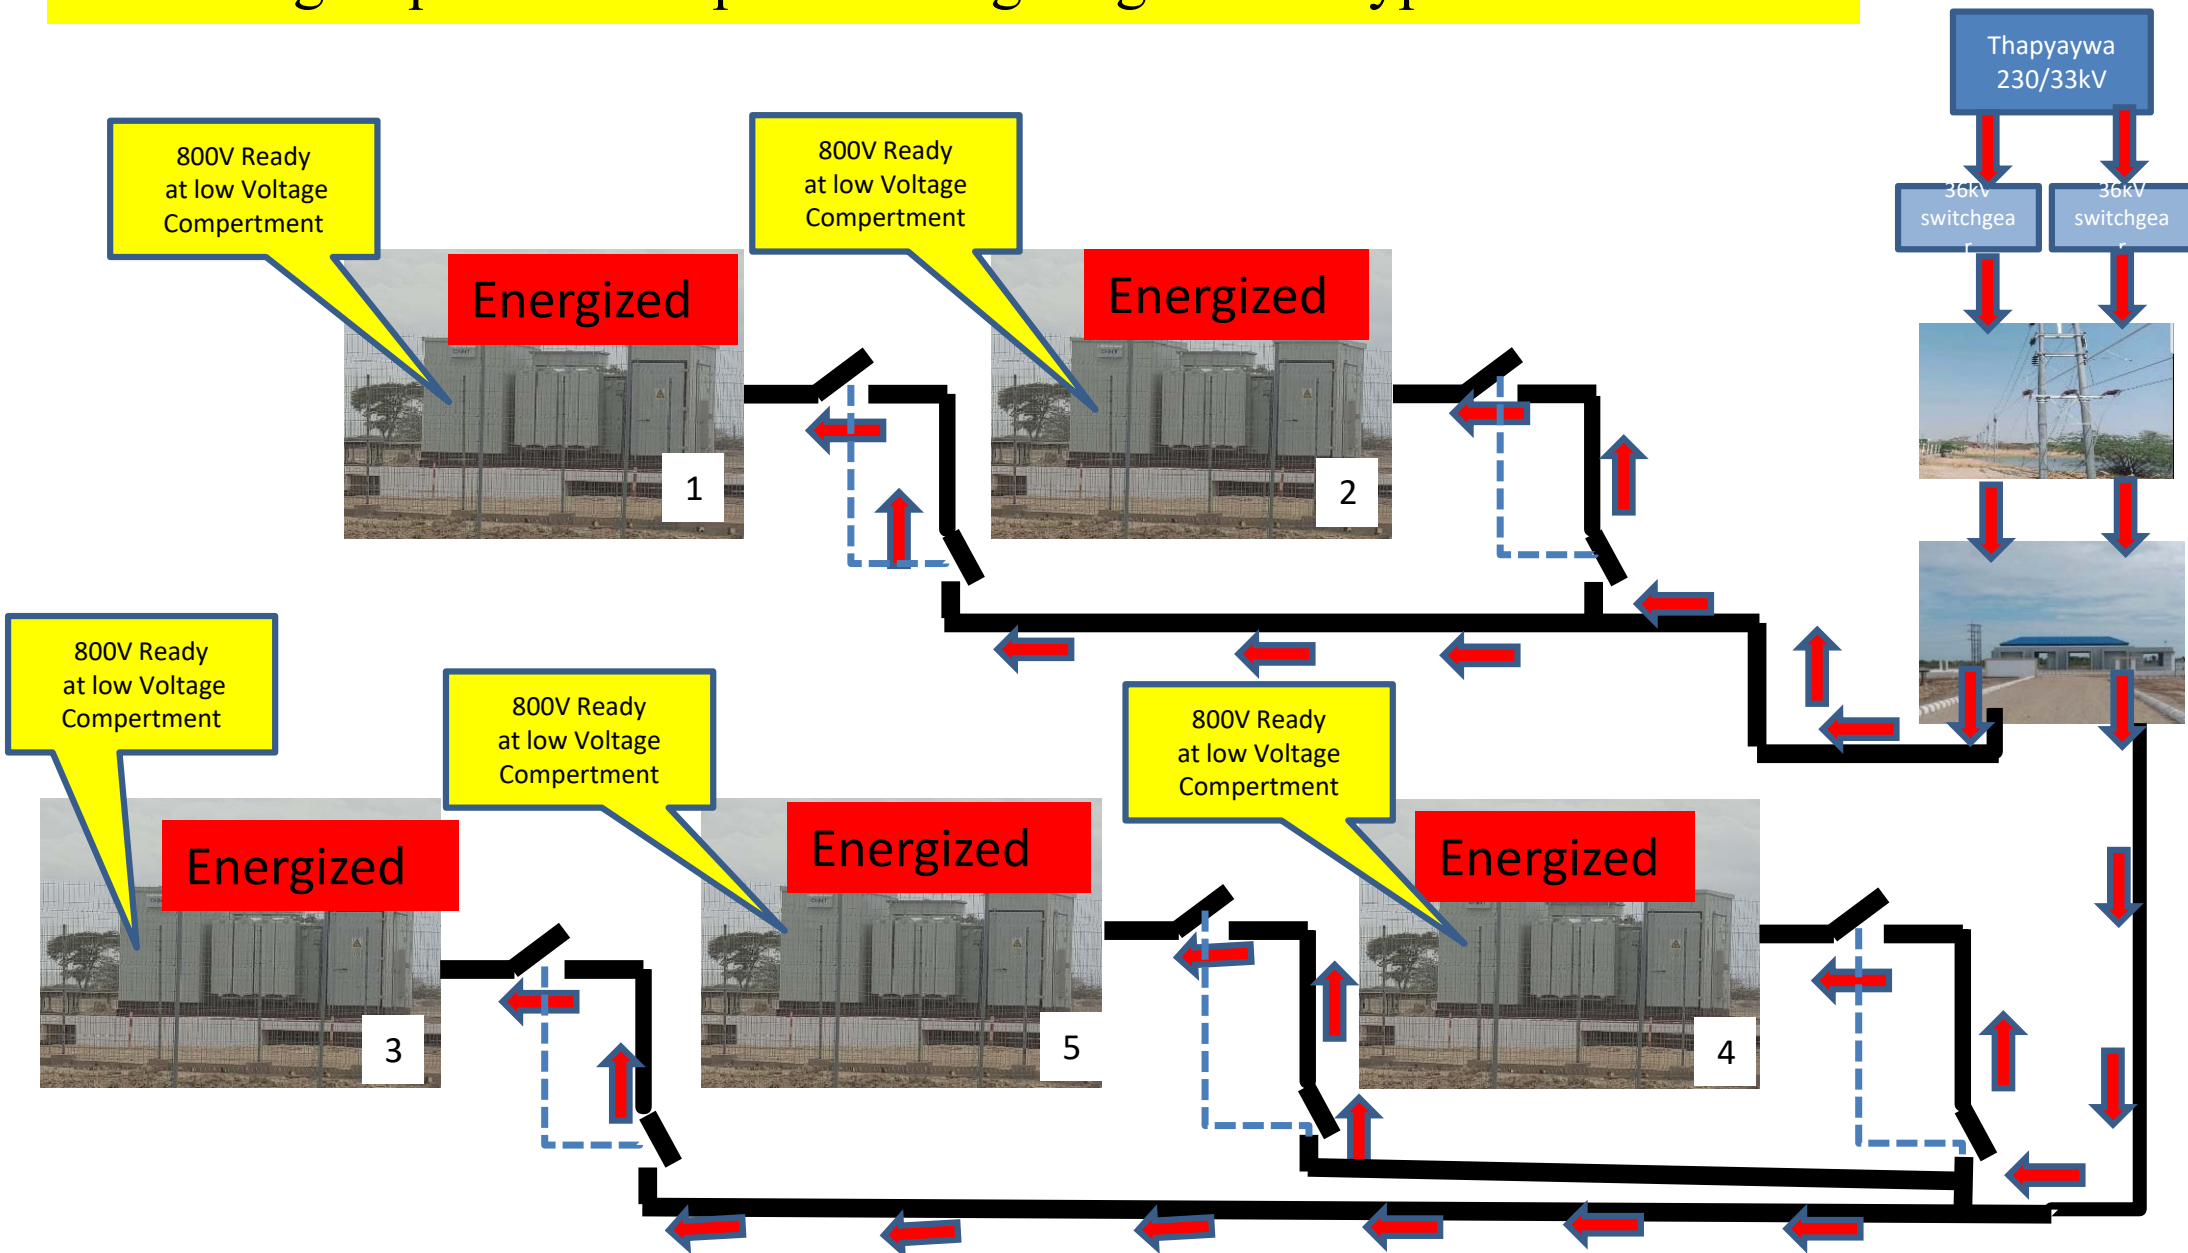 Thapyaywa
230/33kV
36kV
switchgea
r
36kV
switchgea
r
800V Ready
at low Voltage
Compertment
Energized
1
800V Ready
at low Voltage
Compertment
Energized
2
800V Ready
at low Voltage
Compertment
Energized
3
800V Ready
at low Voltage
Compertment
Energized
5
800V Ready
at low Voltage
Compertment
Energized
4